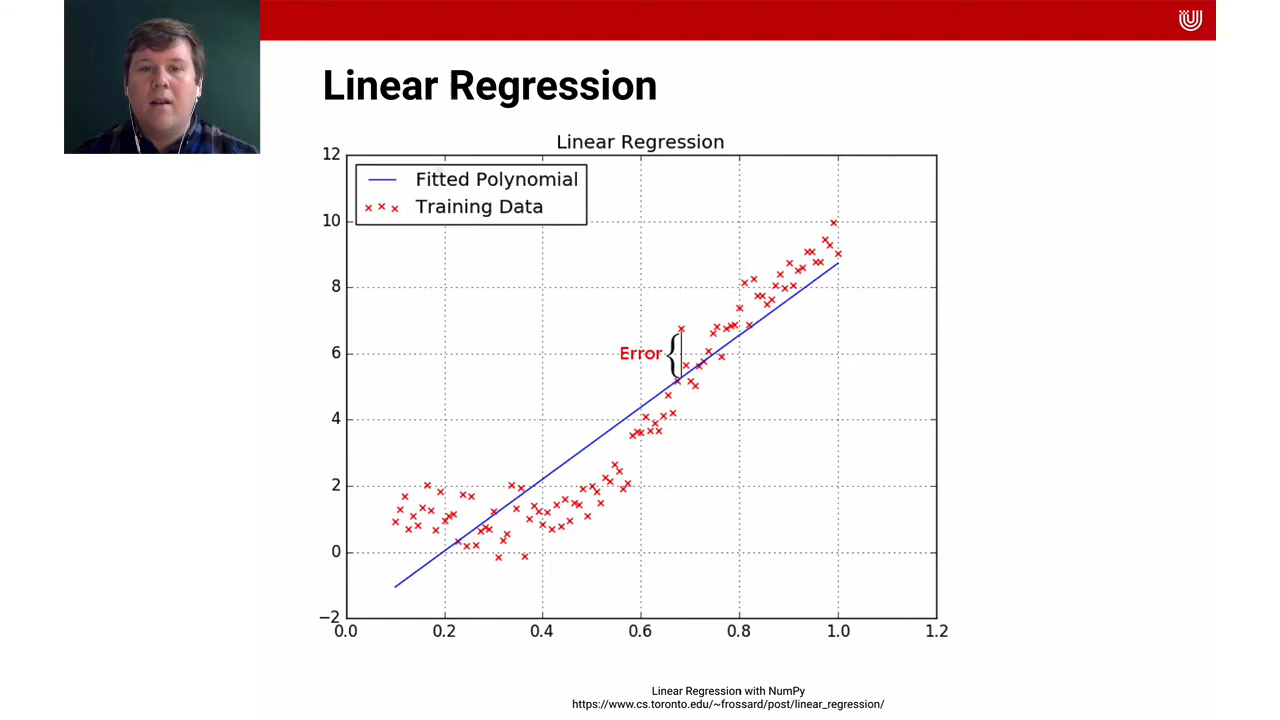 Linear Regression
Linear Regression
12
10
8
6
4
2
0
−2
Fitted Polynomial
Training Data
Error
0.0 0.2 0.4 0.6 0.8 1.0 1.2
Linear Regression with NumPy
https://www.cs.toronto.edu/~frossard/post/linear_regression/